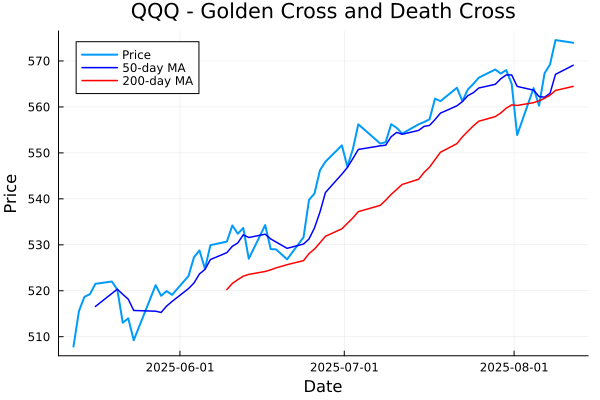 QQQ - Golden Cross and Death Cross
Price
50-day MA
200-day MA
570
560
550
540
530
520
510
Price
2025-06-01
2025-07-01
2025-08-01
Date